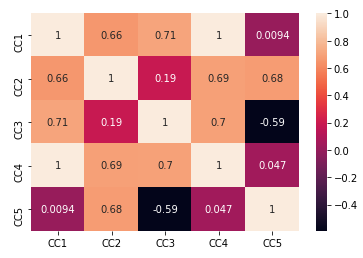 CC1 1 0.66 0.71 1 0.0094
CC2 0.66 1 0.19 0.69 0.68
CC3 0.71 0.19 1 0.7 -0.59
CC4 1 0.69 0.7 1 0.047
CC5 0.0094 0.68 -0.59 0.047 1
CC1 CC2 CC3 CC4 CC5
1.0
0.8
0.6
0.4
0.2
0.0
−0.2
−0.4